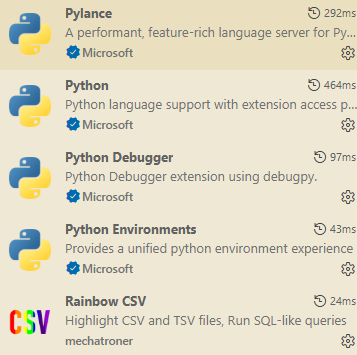 Pylance 292ms
A performant, feature-rich language server for Py...
Microsoft
Python 464ms
Python language support with extension access p...
Microsoft
Python Debugger 97ms
Python Debugger extension using debugpy.
Microsoft
Python Environments 43ms
Provides a unified python environment experience
Microsoft
CSV
Rainbow CSV 24ms
Highlight CSV and TSV files, Run SQL-like queries
mechatroner